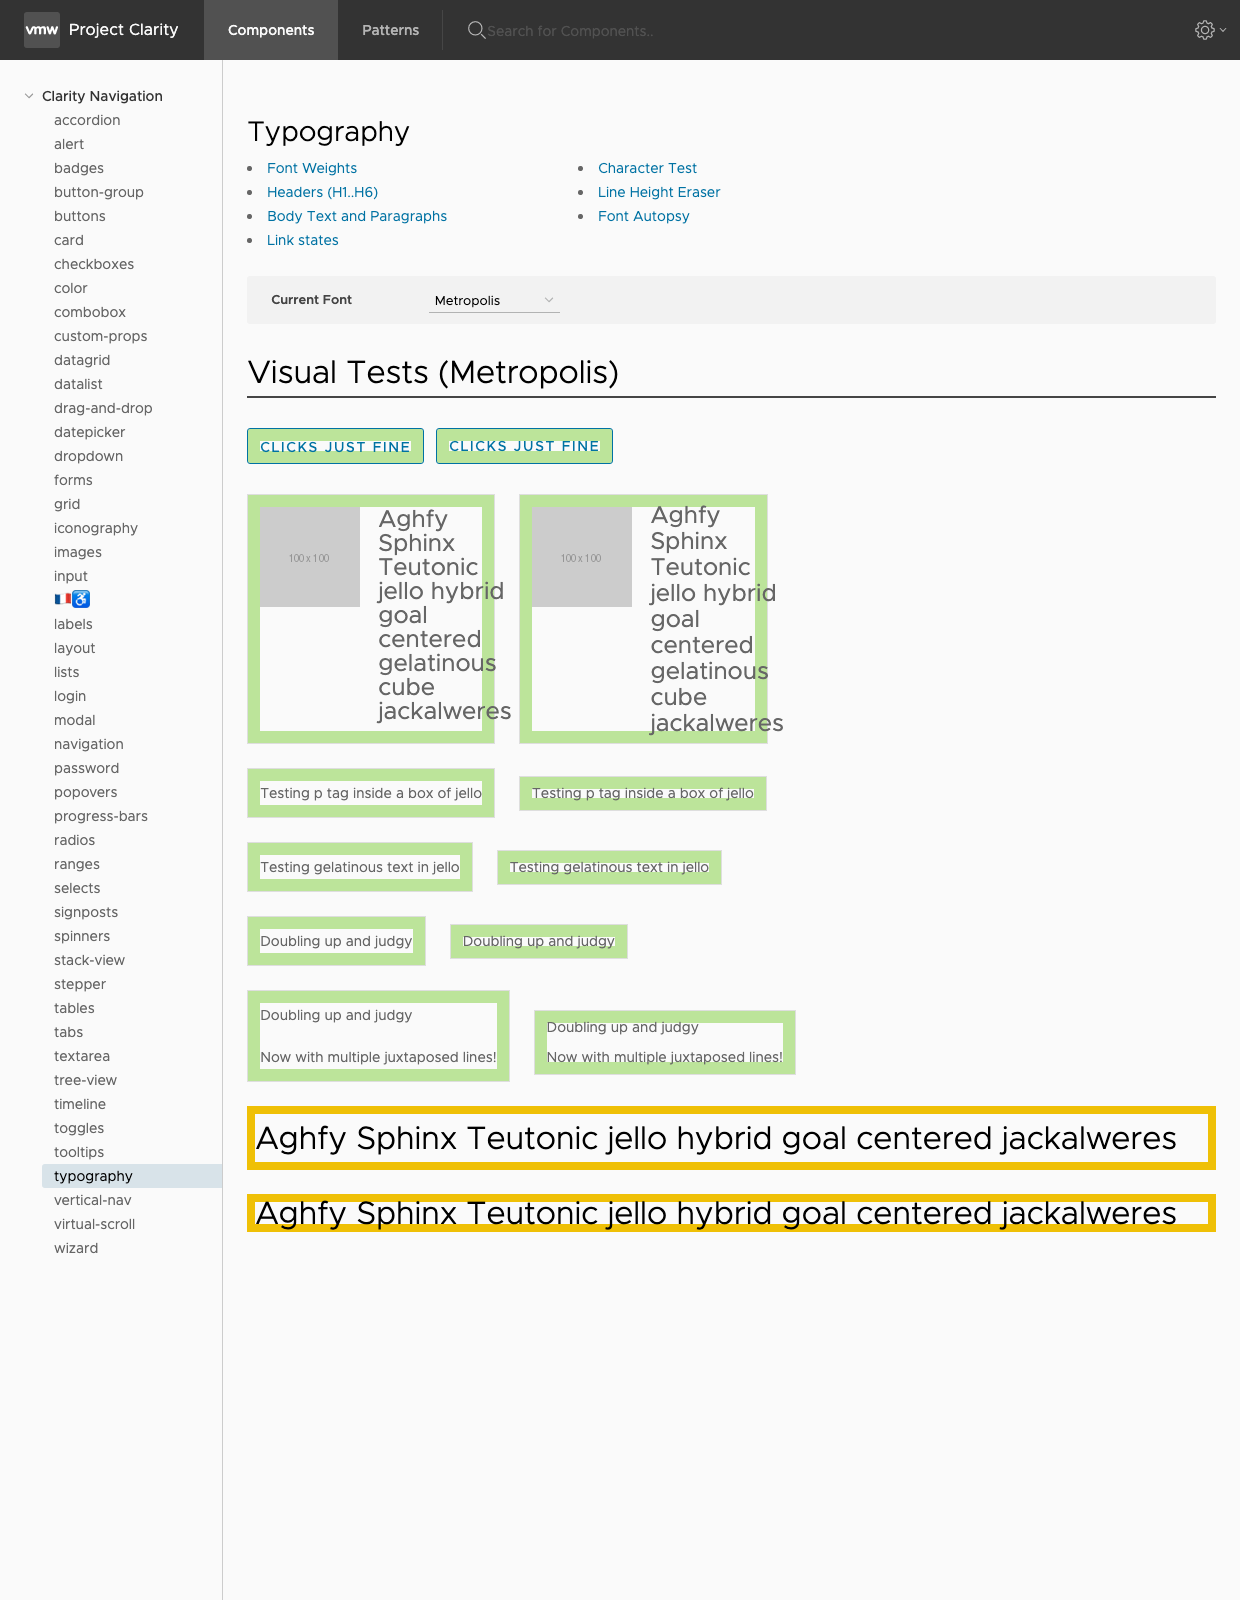 vmw Project Clarity Components Patterns Search for Components..
Clarity Navigation
accordion
alert
badges
button-group
buttons
card
checkboxes
color
combobox
custom-props
datagrid
datalist
drag-and-drop
datepicker
dropdown
forms
grid
iconography
images
input
🇫🇷♿
labels
layout
lists
login
modal
navigation
password
popovers
progress-bars
radios
ranges
selects
signposts
spinners
stack-view
stepper
tables
tabs
textarea
tree-view
timeline
toggles
tooltips
typography
vertical-nav
virtual-scroll
wizard
Typography
Font Weights
Headers (H1..H6)
Body Text and Paragraphs
Link states
Character Test
Line Height Eraser
Font Autopsy
Current Font Metropolis
Visual Tests (Metropolis)
CLICKS JUST FINE CLICKS JUST FINE
100 x 100
Aghfy
Sphinx
Teutonic
jello hybrid
goal
centered
gelatinous
cube
jackalweres
100 x 100
Aghfy
Sphinx
Teutonic
jello hybrid
goal
centered
gelatinous
cube
jackalweres
Testing p tag inside a box of jello Testing p tag inside a box of jello
Testing gelatinous text in jello Testing gelatinous text in jello
Doubling up and judgy Doubling up and judgy
Doubling up and judgy
Now with multiple juxtaposed lines!
Doubling up and judgy
Now with multiple juxtaposed lines!
Aghfy Sphinx Teutonic jello hybrid goal centered jackalweres
Aghfy Sphinx Teutonic jello hybrid goal centered jackalweres